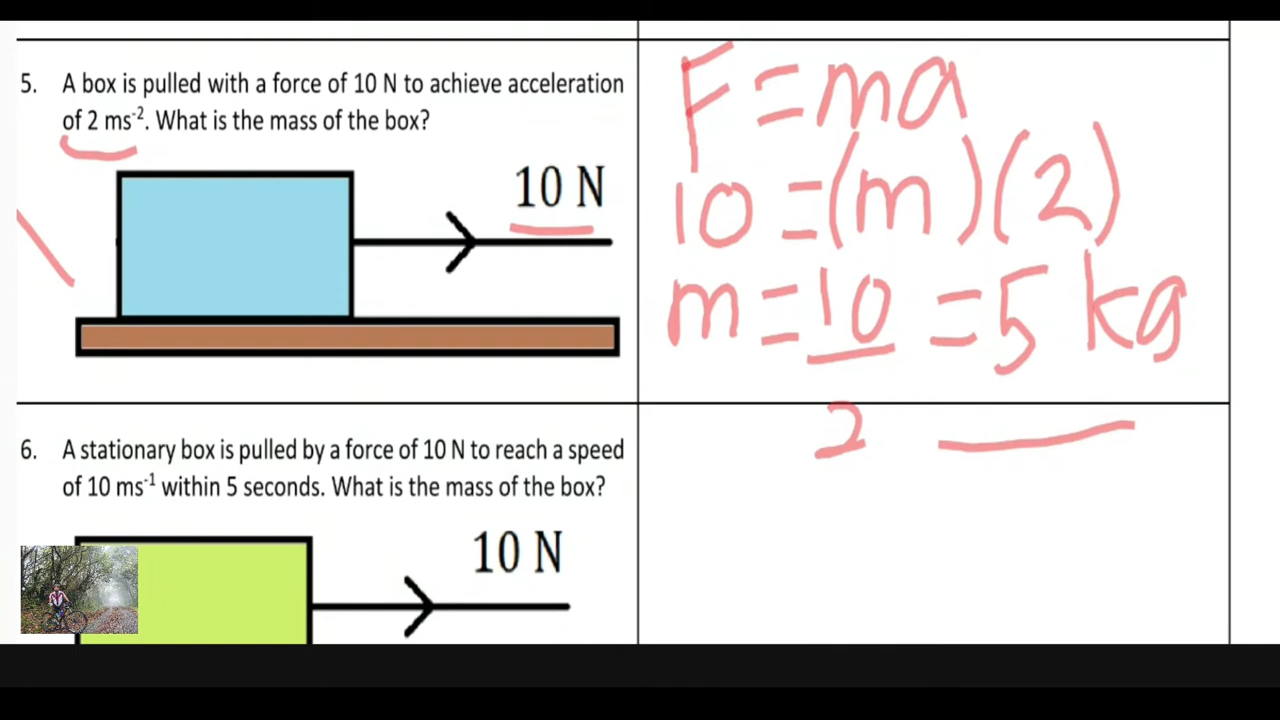 5. A box is pulled with a force of 10 N to achieve acceleration
of 2 ms⁻². What is the mass of the box?
10 N
F = ma
10 = (m)(2)
m = 10 = 5 kg
2
6. A stationary box is pulled by a force of 10 N to reach a speed
of 10 ms⁻¹ within 5 seconds. What is the mass of the box?
10 N